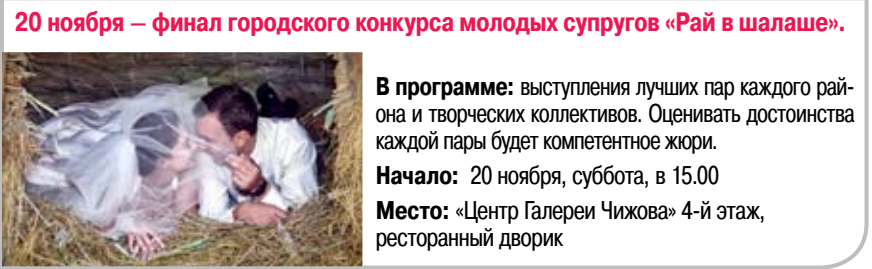 20 ноября – финал городского конкурса молодых супругов «Рай в шалаше».
В программе: выступления лучших пар каждого рай-
она и творческих коллективов. Оценивать достоинства
каждой пары будет компетентное жюри.
Начало: 20 ноября, суббота, в 15.00
Место: «Центр Галереи Чижова» 4-й этаж,
ресторанный дворик